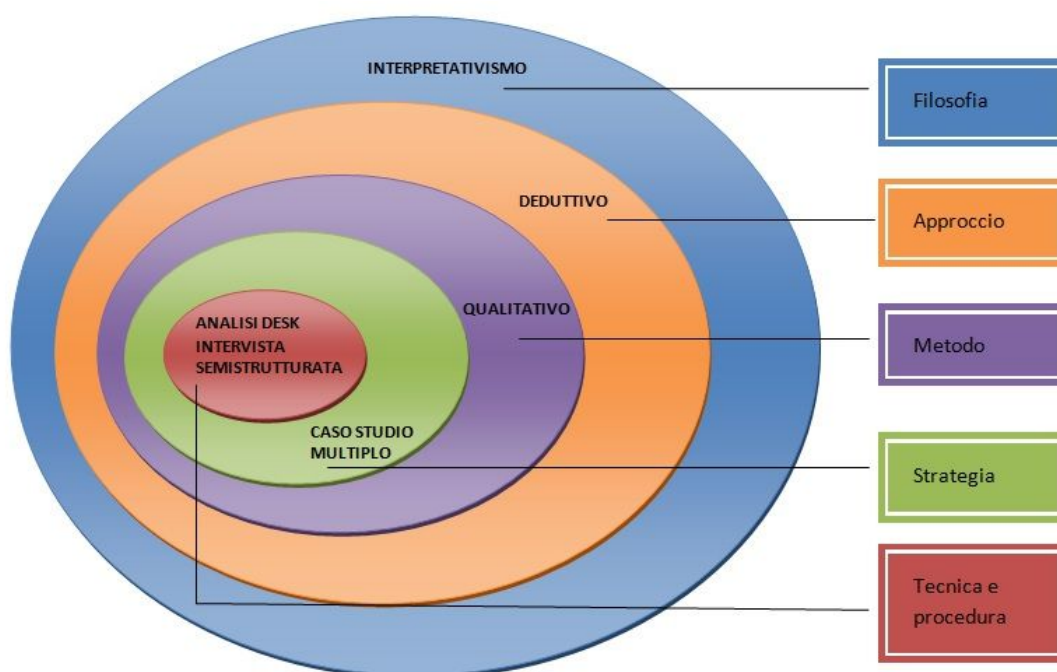 INTERPRETATIVISMO
Filosofia
DEDUTTIVO
Approccio
QUALITATIVO
Metodo
ANALISI DESK
INTERVISTA
SEMISTRUTTURATA
CASO STUDIO
MULTIPLO
Strategia
Tecnica e
procedura